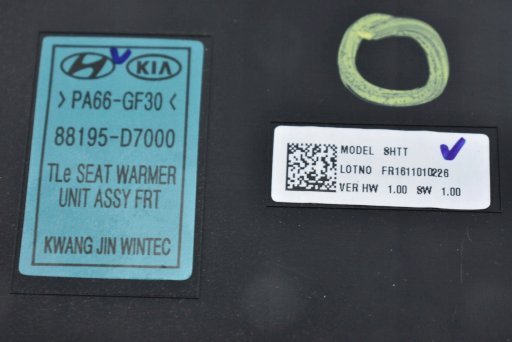 HYUNDAI KIA
>PA66-GF30<
88195-D7000
TLe SEAT WARMER
UNIT ASSY FRT
KWANG JIN WINTEC
MODEL SHTT
LOTNO FR1611010226
VER HW 1.00 SW 1.00